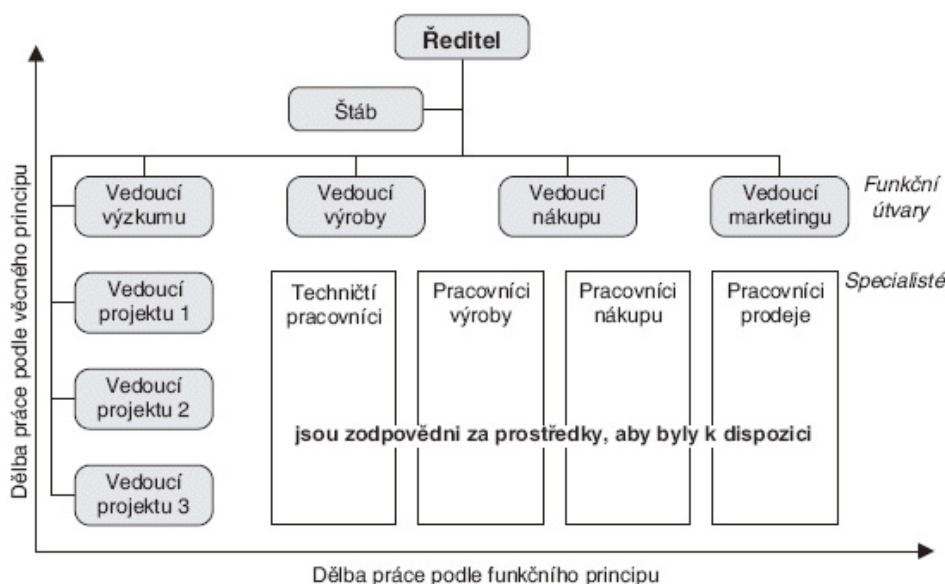 Ředitel
Štáb
Vedoucí
výzkumu
Vedoucí
výroby
Vedoucí
nákupu
Vedoucí
marketingu
Funkční
útvary
Vedoucí
projektu 1
Techničtí
pracovníci
Pracovníci
výroby
Pracovníci
nákupu
Pracovníci
prodeje
Specialisté
Vedoucí
projektu 2
jsou zodpovědni za prostředky, aby byly k dispozici
Vedoucí
projektu 3
Dělba práce podle věcného principu
Dělba práce podle funkčního principu